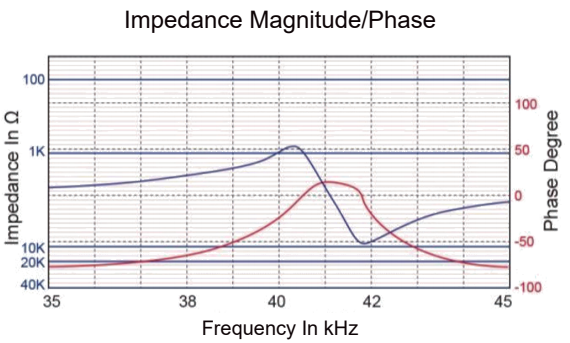 Impedance Magnitude/Phase
Impedance In Ω
100
1K
10K
20K
40K
100
50
0
-50
-100
Phase Degree
35
38
40
42
45
Frequency In kHz